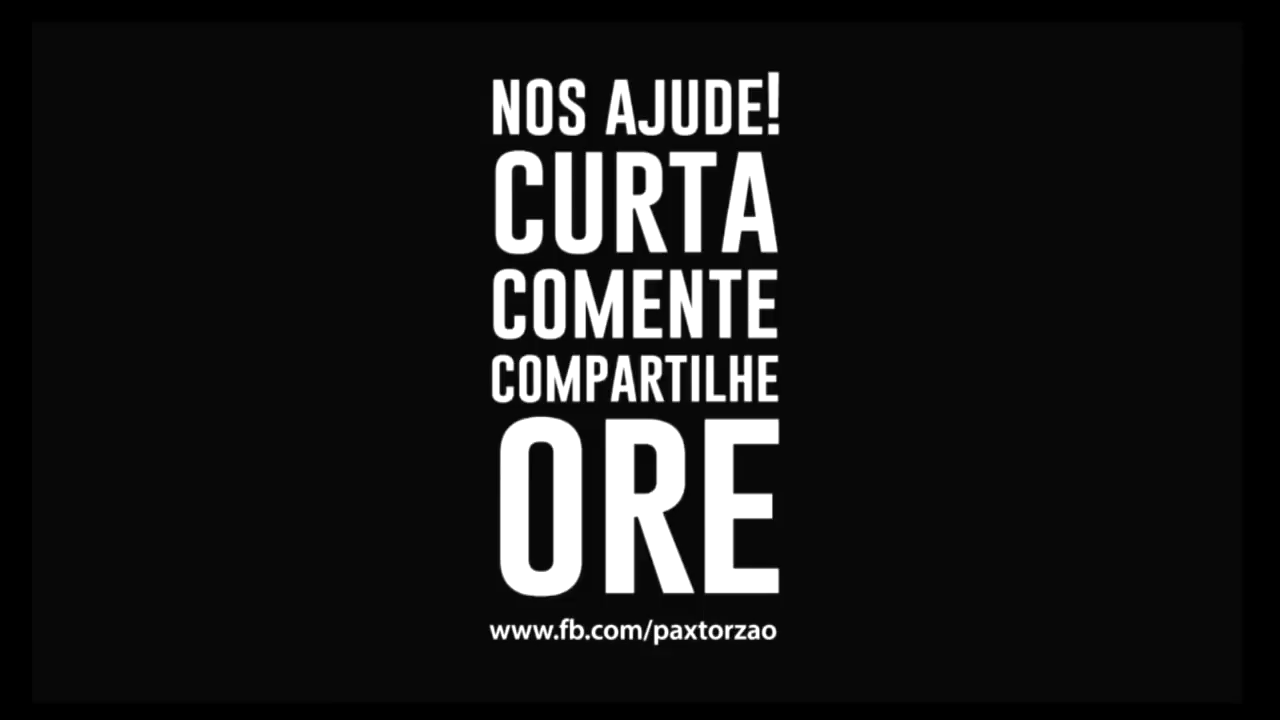 NOS AJUDE!
CURTA
COMENTE
COMPARTILHE
ORE
www.fb.com/paxtorzao